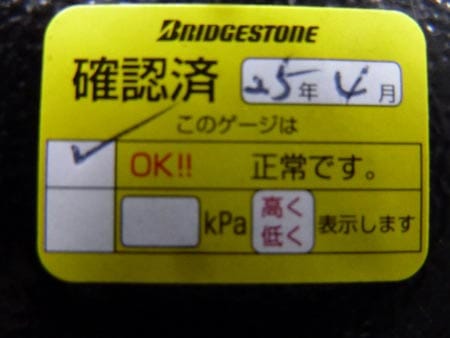 BRIDGESTONE
確認済 25年 4月
このゲージは
✓ OK!! 正常です。
kPa 高く 低く 表示します